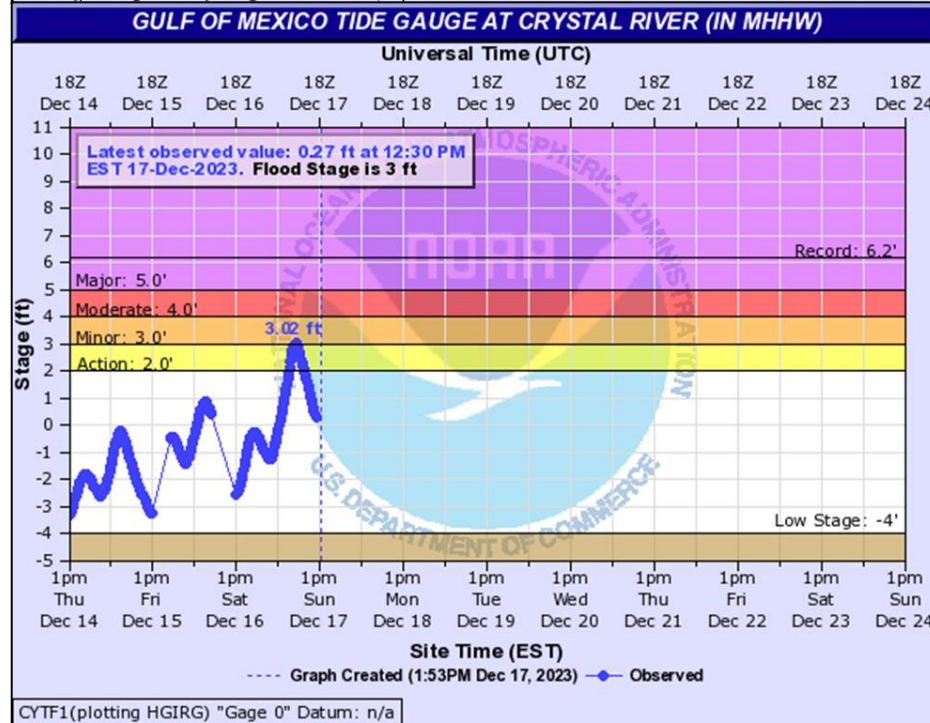 GULF OF MEXICO TIDE GAUGE AT CRYSTAL RIVER (IN MHHW)
Universal Time (UTC)
18Z 18Z 18Z 18Z 18Z 18Z 18Z 18Z 18Z 18Z 18Z
Dec 14 Dec 15 Dec 16 Dec 17 Dec 18 Dec 19 Dec 20 Dec 21 Dec 22 Dec 23 Dec 24
Latest observed value: 0.27 ft at 12:30 PM
EST 17-Dec-2023. Flood Stage is 3 ft
NOAA
U.S. DEPARTMENT OF COMMERCE
Stage (ft)
11
10
9
8
7
6
5
4
3
2
1
0
-1
-2
-3
-4
-5
Record: 6.2'
Major: 5.0'
Moderate: 4.0'
Minor: 3.0'
3.02 ft
Action: 2.0'
Low Stage: -4'
1pm 1pm 1pm 1pm 1pm 1pm 1pm 1pm 1pm 1pm 1pm
Thu Fri Sat Sun Mon Tue Wed Thu Fri Sat Sun
Dec 14 Dec 15 Dec 16 Dec 17 Dec 18 Dec 19 Dec 20 Dec 21 Dec 22 Dec 23 Dec 24
Site Time (EST)
Graph Created (1:53PM Dec 17, 2023) Observed
CYTF1(plotting HGIRG) "Gage 0" Datum: n/a